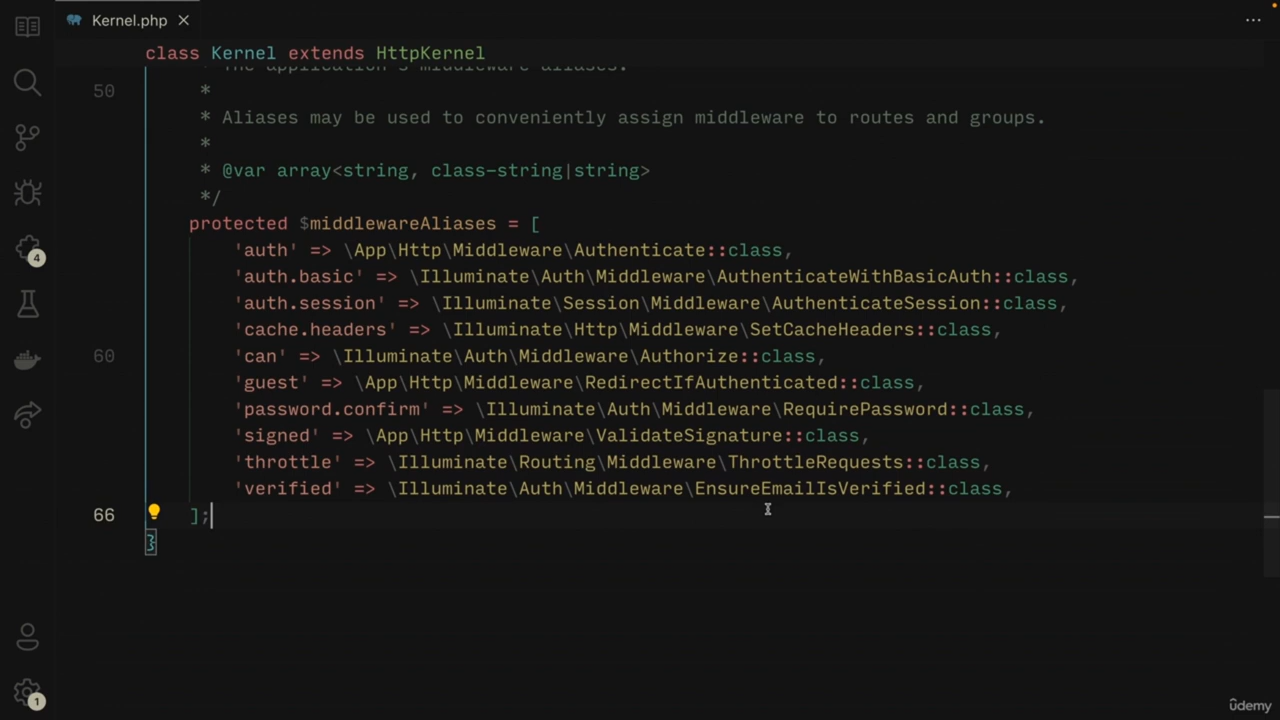 Kernel.php
class Kernel extends HttpKernel
The application's middleware aliases.
50 *
* Aliases may be used to conveniently assign middleware to routes and groups.
*
* @var array<string, class-string|string>
*/
protected $middlewareAliases = [
'auth' => \App\Http\Middleware\Authenticate::class,
'auth.basic' => \Illuminate\Auth\Middleware\AuthenticateWithBasicAuth::class,
'auth.session' => \Illuminate\Session\Middleware\AuthenticateSession::class,
'cache.headers' => \Illuminate\Http\Middleware\SetCacheHeaders::class,
60 'can' => \Illuminate\Auth\Middleware\Authorize::class,
'guest' => \App\Http\Middleware\RedirectIfAuthenticated::class,
'password.confirm' => \Illuminate\Auth\Middleware\RequirePassword::class,
'signed' => \App\Http\Middleware\ValidateSignature::class,
'throttle' => \Illuminate\Routing\Middleware\ThrottleRequests::class,
'verified' => \Illuminate\Auth\Middleware\EnsureEmailIsVerified::class,
66 ];
}
4
1
ûdemy